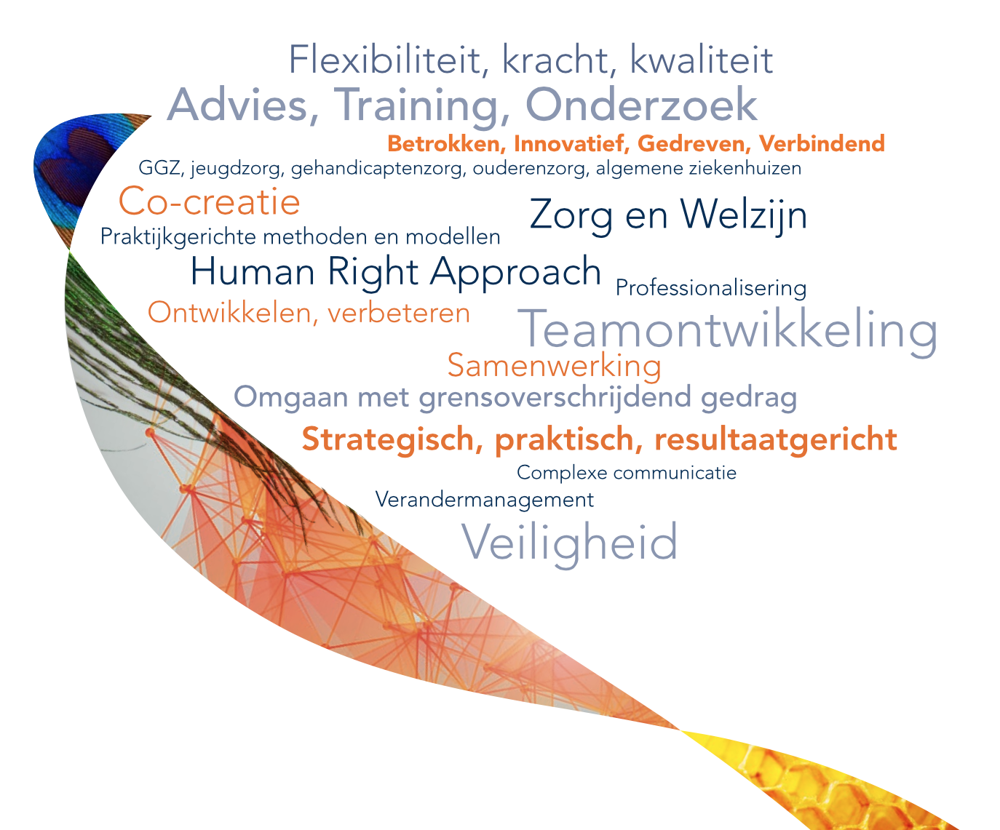 Flexibiliteit, kracht, kwaliteit
Advies, Training, Onderzoek
Betrokken, Innovatief, Gedreven, Verbindend
GGZ, jeugdzorg, gehandicaptenzorg, ouderenzorg, algemene ziekenhuizen
Co-creatie
Zorg en Welzijn
Praktijkgerichte methoden en modellen
Human Right Approach
Professionalisering
Ontwikkelen, verbeteren
Teamontwikkeling
Samenwerking
Omgaan met grensoverschrijdend gedrag
Strategisch, praktisch, resultaatgericht
Complexe communicatie
Verandermanagement
Veiligheid